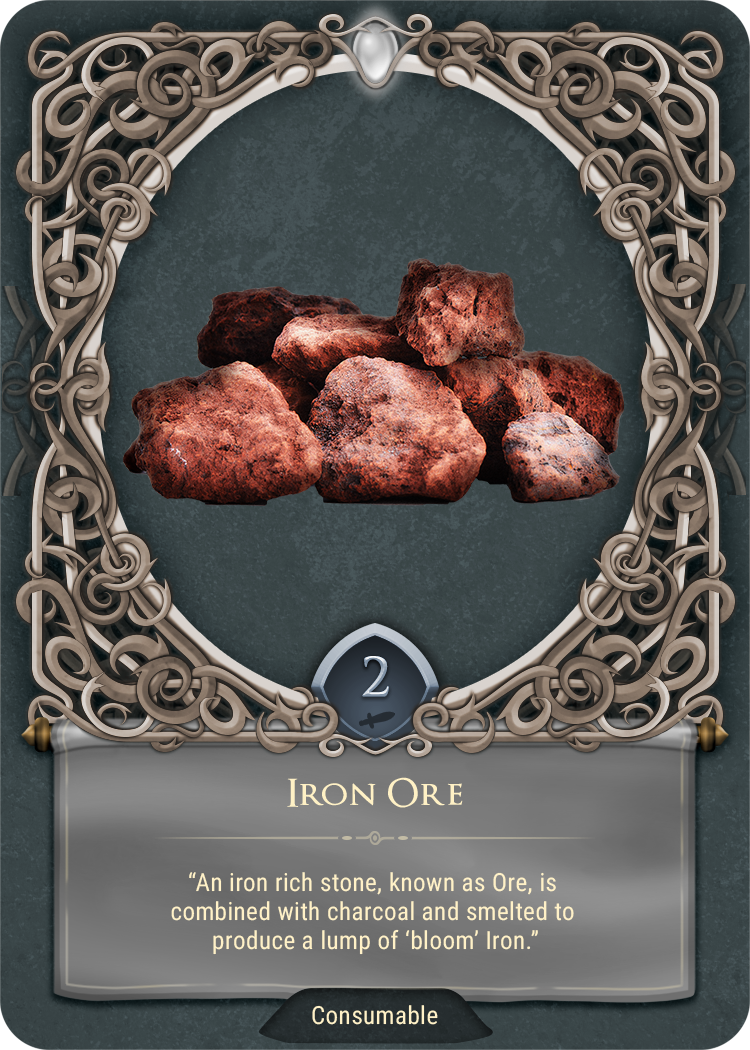 2
Iron Ore
“An iron rich stone, known as Ore, is
combined with charcoal and smelted to
produce a lump of ‘bloom’ Iron.”
Consumable